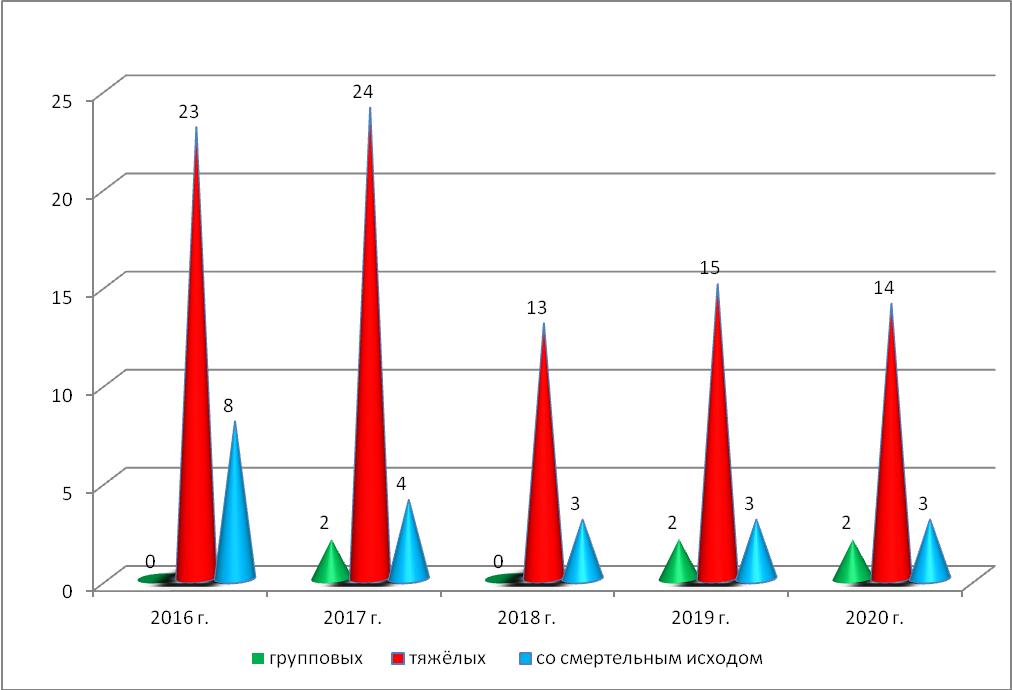 25
20
15
10
5
0
0
23
8
2
24
4
0
13
3
2
15
3
2
14
3
2016 г.
2017 г.
2018 г.
2019 г.
2020 г.
групповых
тяжёлых
со смертельным исходом